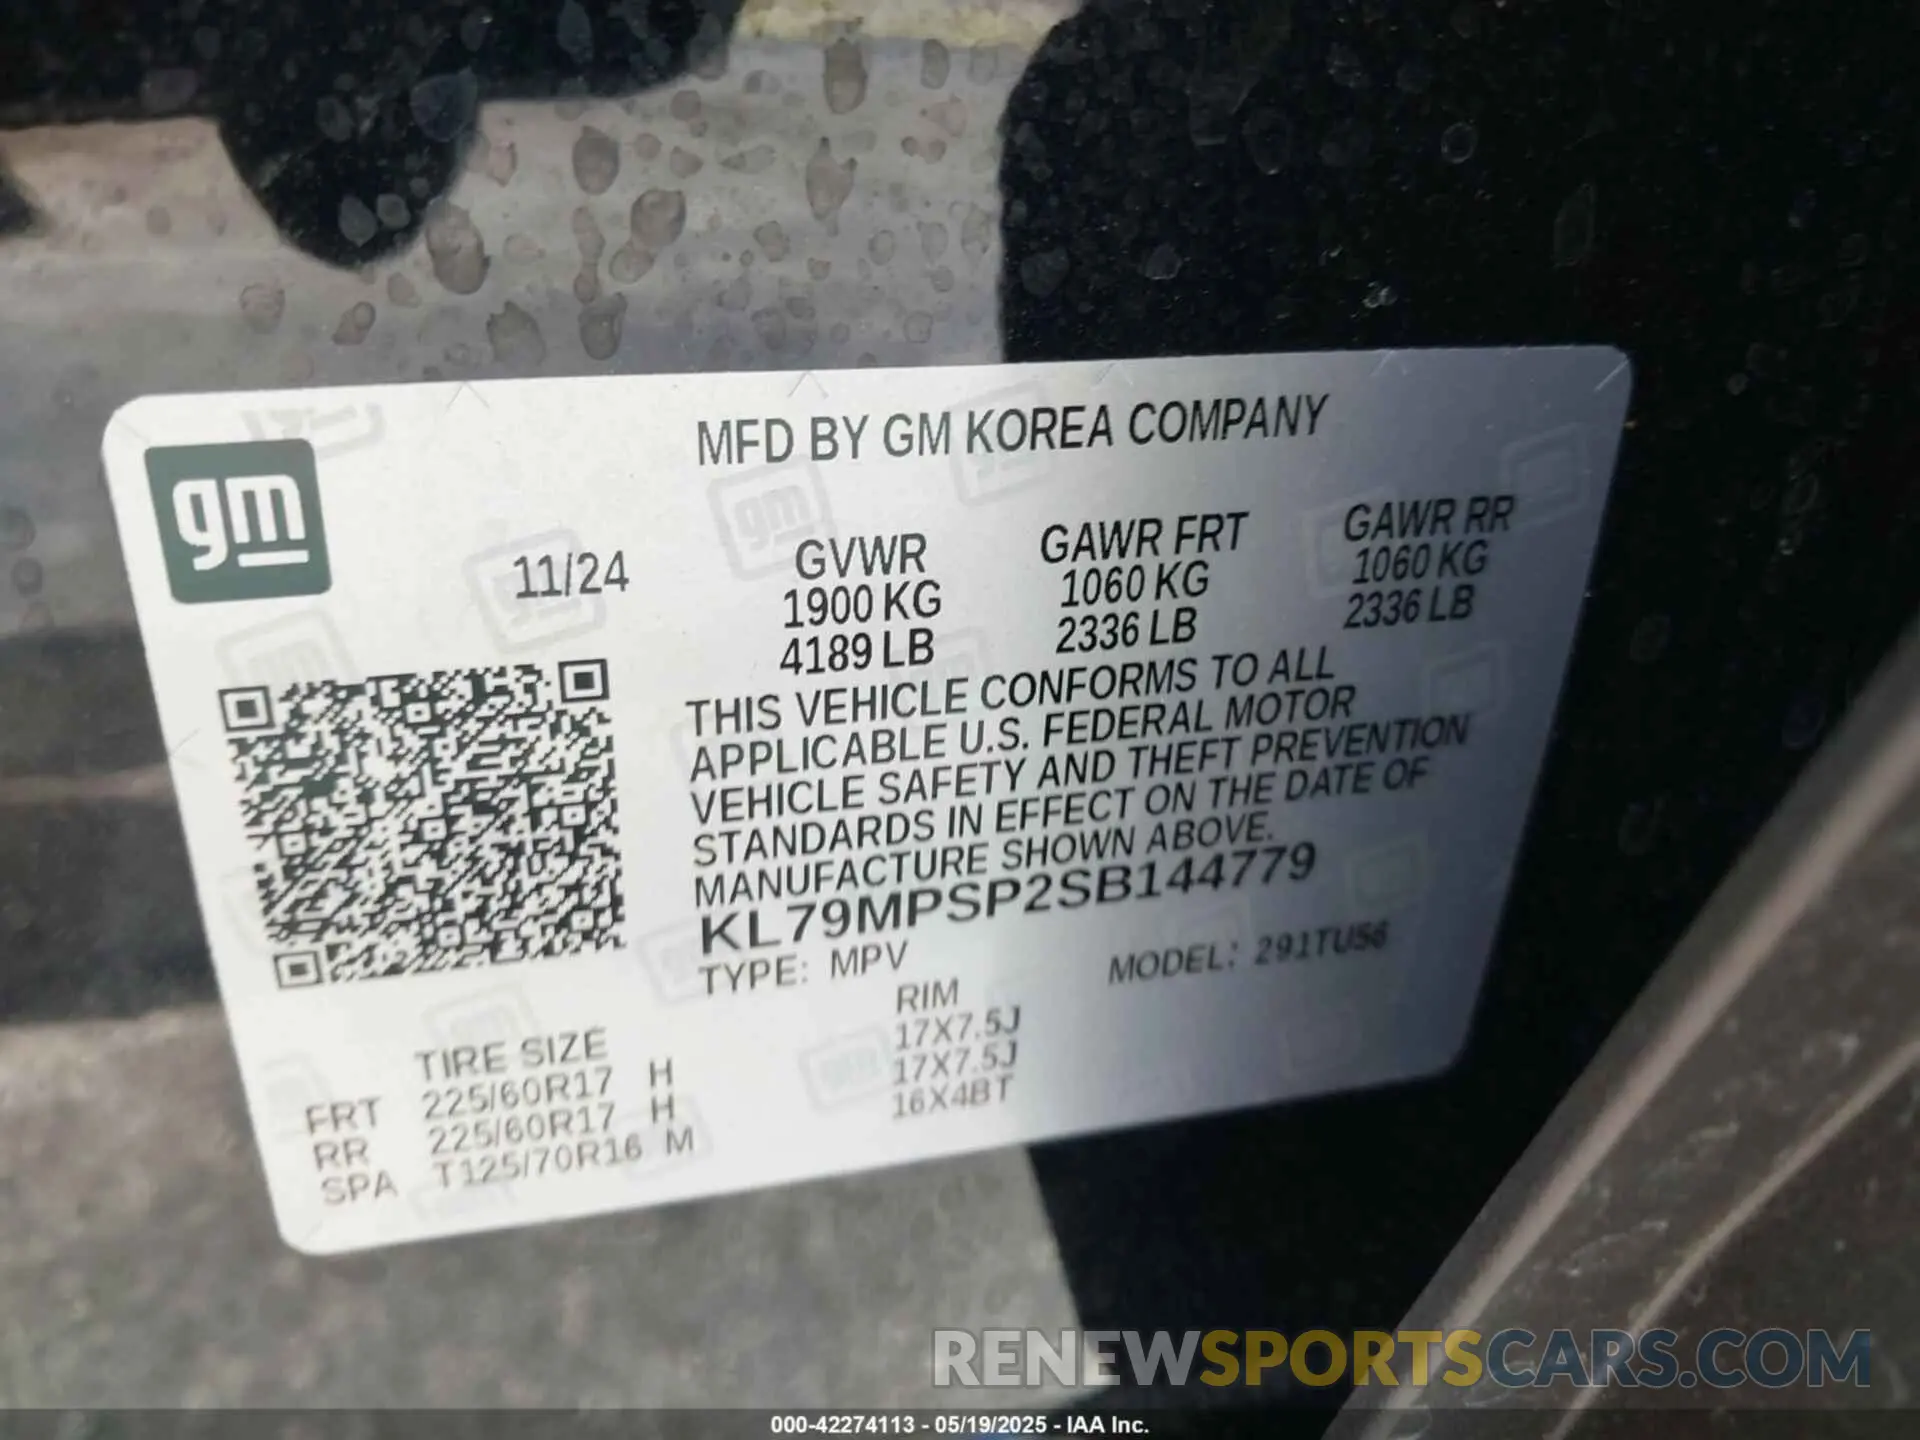 MFD BY GM KOREA COMPANY
gm
11/24
GVWR GAWR FRT GAWR RR
1900 KG 1060 KG 1060 KG
4189 LB 2336 LB 2336 LB
THIS VEHICLE CONFORMS TO ALL
APPLICABLE U.S. FEDERAL MOTOR
VEHICLE SAFETY AND THEFT PREVENTION
STANDARDS IN EFFECT ON THE DATE OF
MANUFACTURE SHOWN ABOVE.
KL79MPSP2SB144779
TYPE: MPV MODEL: 291TUS6
TIRE SIZE RIM
FRT 225/60R17 H 17X7.5J
RR 225/60R17 H 17X7.5J
SPA T125/70R16 M 16X4BT
RENEWSPORTSCARS.COM
000-42274113 - 05/19/2025 - IAA Inc.